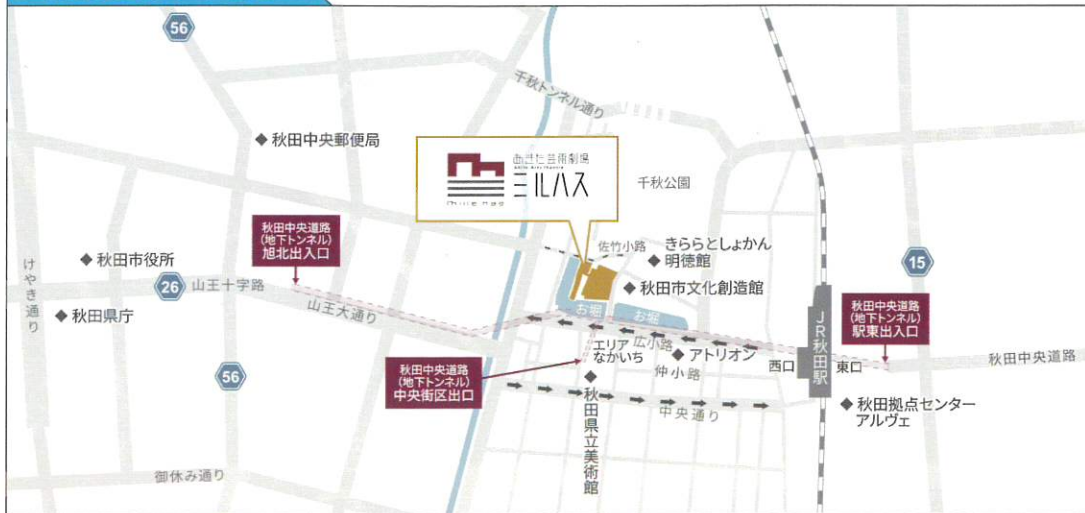 56
千秋トンネル通り
秋田中央郵便局
あきた芸術劇場
ミルハス
千秋公園
秋田中央道路
(地下トンネル)
旭北出入口
佐竹小路
きららとしょかん
明徳館
けやき通り
秋田市役所
26
山王十字路
秋田市文化創造館
15
秋田県庁
山王大通り
お堀
お堀
秋田中央道路
(地下トンネル)
駅東出入口
広小路
エリア
なかいち
アトリオン
JR秋田駅
西口
東口
秋田中央道路
秋田中央道路
(地下トンネル)
中央街区出口
仲小路
56
中央通り
秋田県立美術館
秋田拠点センター
アルヴェ
御休み通り